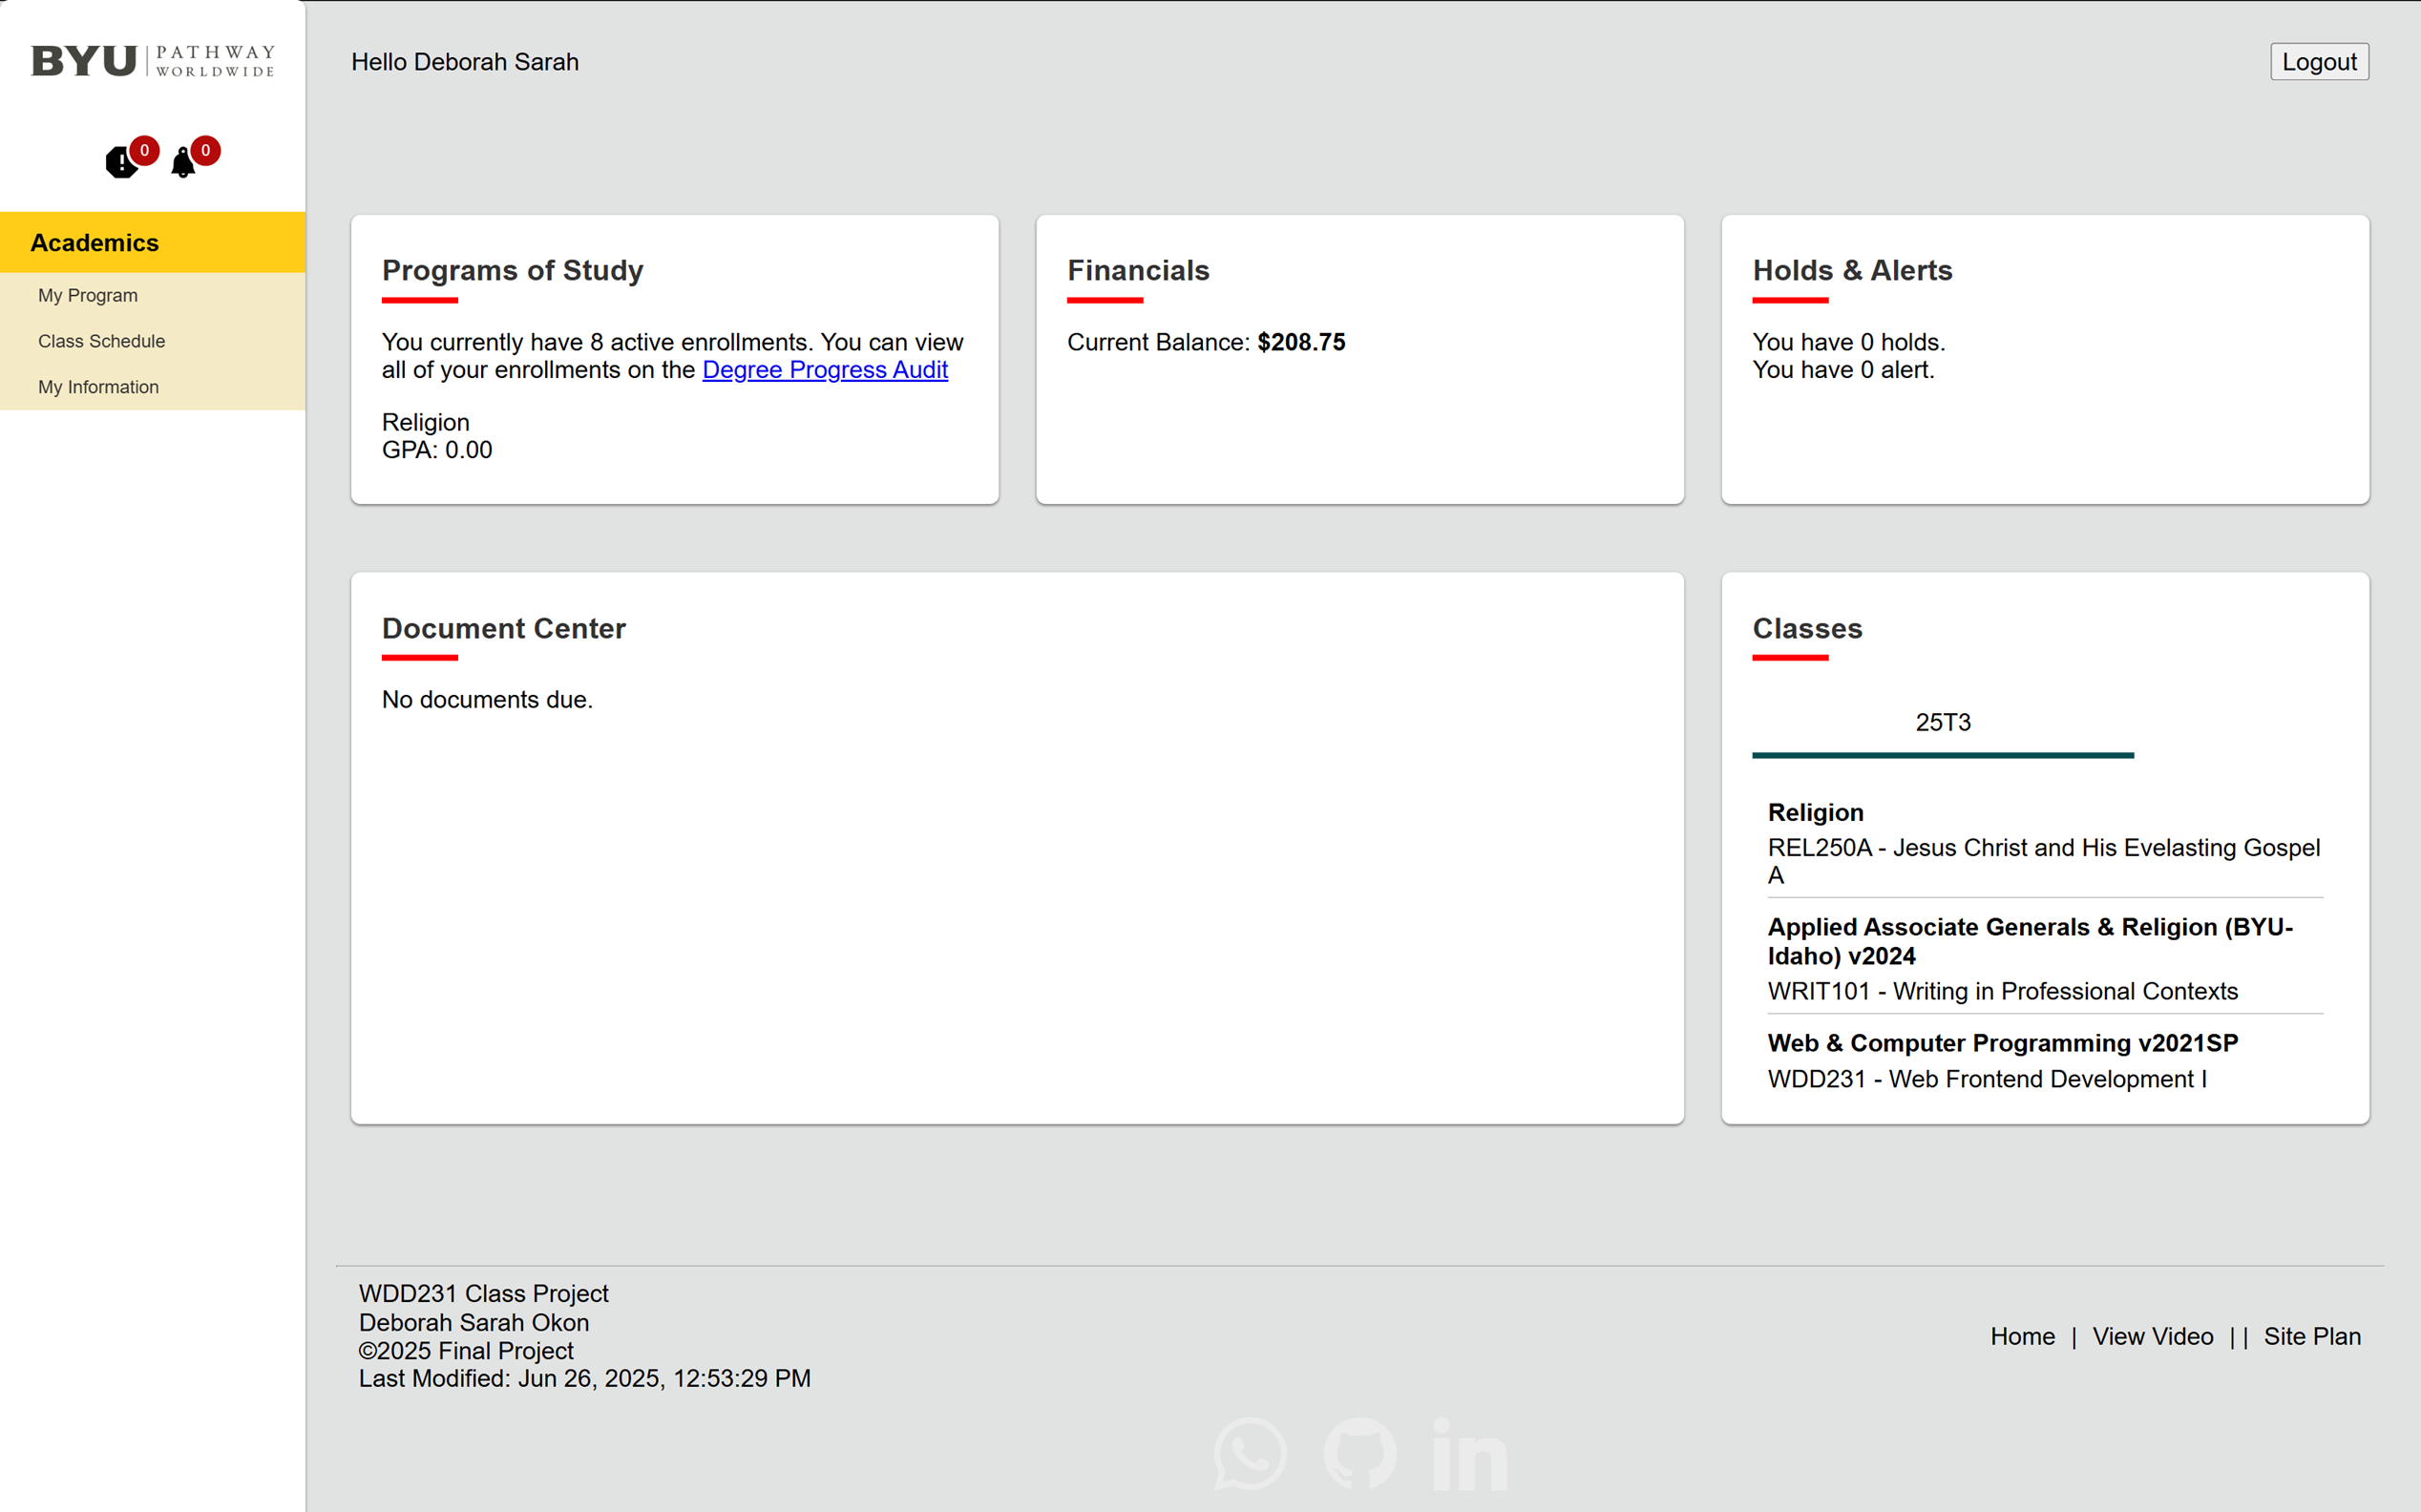 BYU PATHWAY
WORLDWIDE
Hello Deborah Sarah
Logout
0
0
Academics
My Program
Class Schedule
My Information
Programs of Study
You currently have 8 active enrollments. You can view
all of your enrollments on the Degree Progress Audit
Religion
GPA: 0.00
Financials
Current Balance: $208.75
Holds & Alerts
You have 0 holds.
You have 0 alert.
Document Center
No documents due.
Classes
25T3
Religion
REL250A - Jesus Christ and His Evelasting Gospel
A
Applied Associate Generals & Religion (BYU-
Idaho) v2024
WRIT101 - Writing in Professional Contexts
Web & Computer Programming v2021SP
WDD231 - Web Frontend Development I
WDD231 Class Project
Deborah Sarah Okon
©2025 Final Project
Last Modified: Jun 26, 2025, 12:53:29 PM
Home | View Video | | Site Plan
in